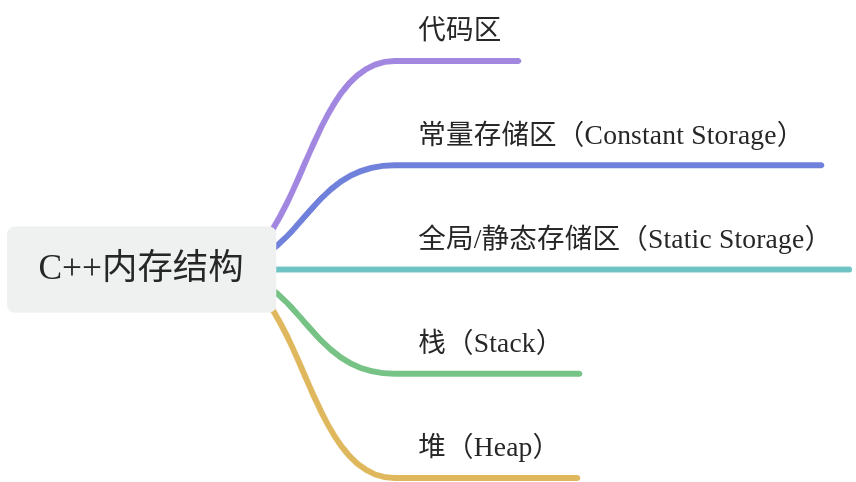 代码区
常量存储区（Constant Storage）
全局/静态存储区（Static Storage）
C++内存结构
栈（Stack）
堆（Heap）